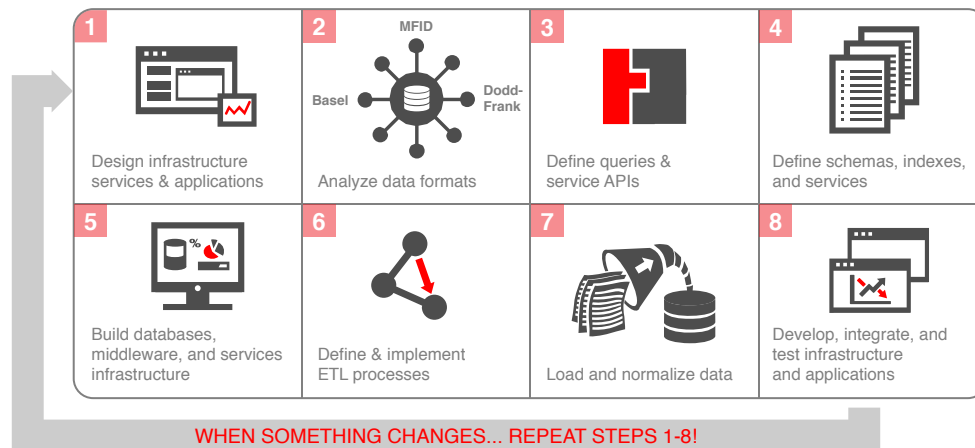 1
Design infrastructure
services & applications
2
MFID
Basel
Dodd-
Frank
Analyze data formats
3
Define queries &
service APIs
4
Define schemas, indexes,
and services
5
%
Build databases,
middleware, and services
infrastructure
6
Define & implement
ETL processes
7
Load and normalize data
8
Develop, integrate, and
test infrastructure
and applications
WHEN SOMETHING CHANGES... REPEAT STEPS 1-8!